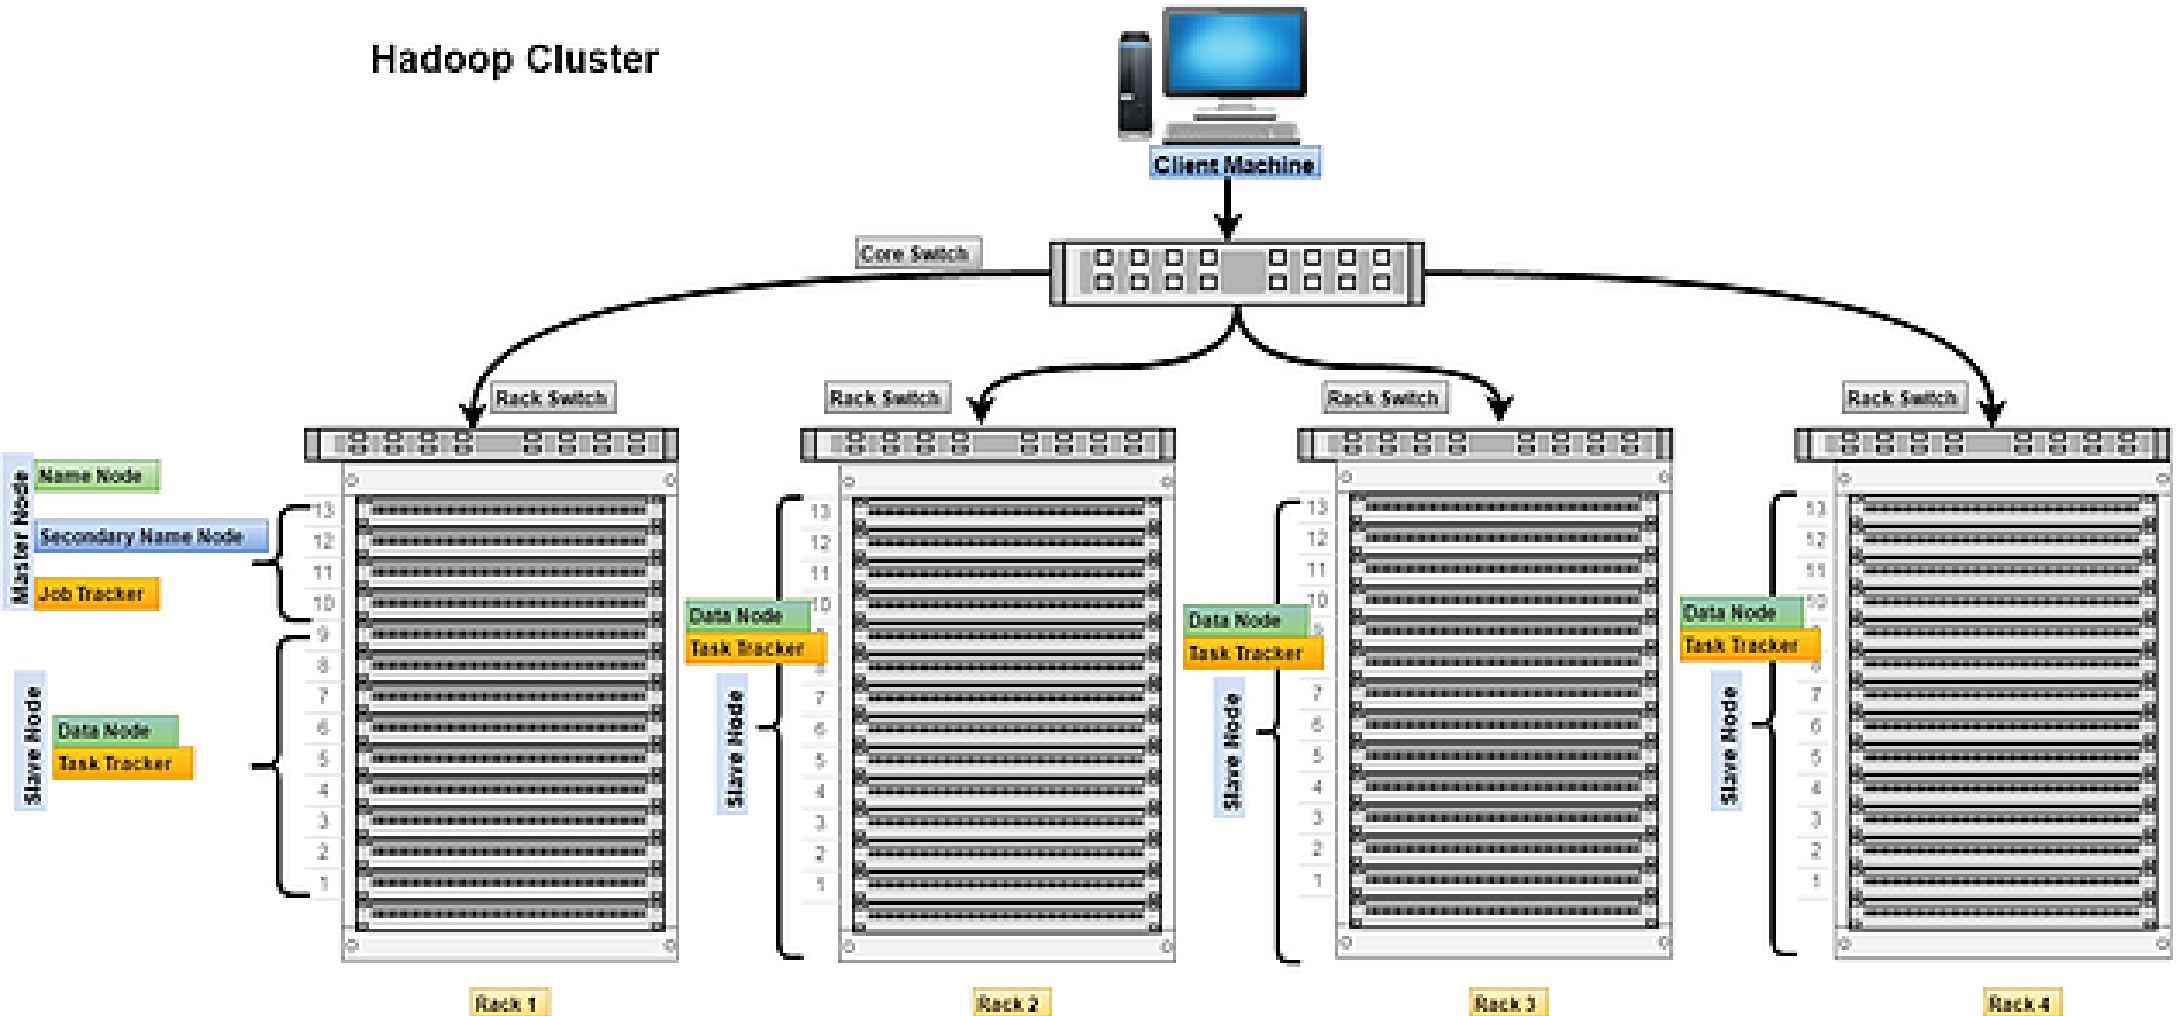 Hadoop Cluster
Client Machine
Core Switch
Rack Switch
Rack Switch
Rack Switch
Rack Switch
Master Node
Name Node
Secondary Name Node
Job Tracker
Slave Hode
Data Node
Task Tracker
13
12
11
10
9
8
7
6
5
4
3
2
1
Rack 1
Data Node
Task Tracker
Slave Hode
13
12
11
10
7
6
5
4
3
2
1
Rack 2
Data Node
Task Tracker
Slave Hode
13
12
11
10
7
6
5
4
3
2
1
Rack 3
Data Node
Task Tracker
Slave Hode
13
12
11
10
7
6
5
4
3
2
1
Rack 4